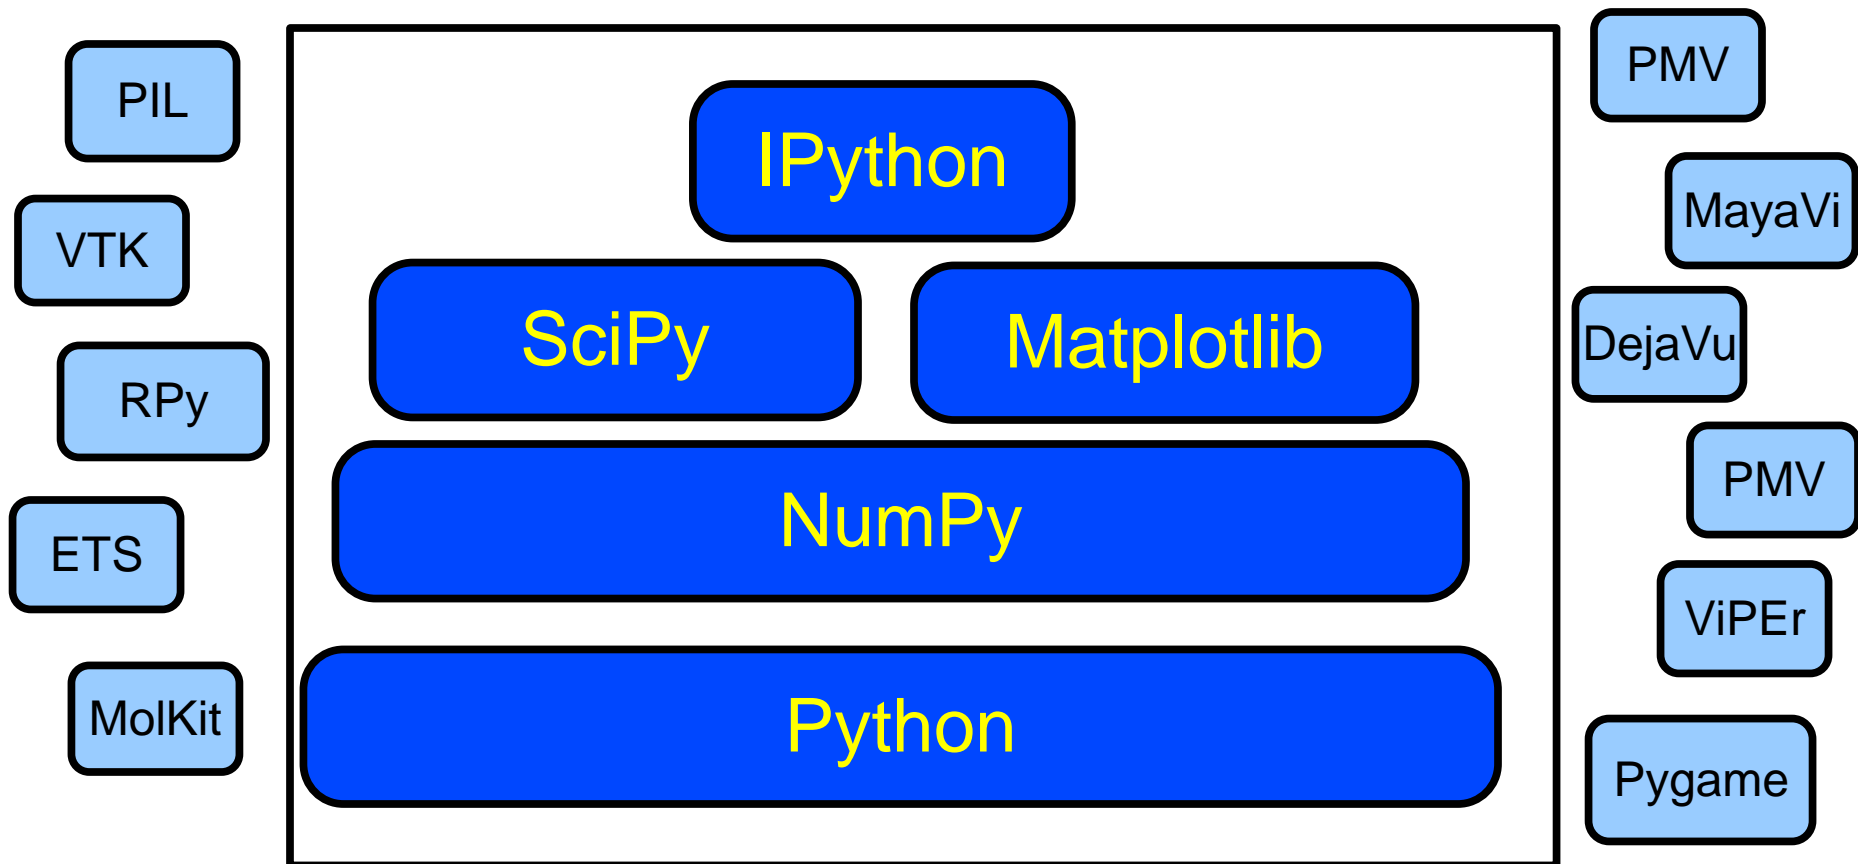 PIL
VTK
RPy
ETS
MolKit
IPython
SciPy
Matplotlib
NumPy
Python
PMV
MayaVi
DejaVu
PMV
ViPEr
Pygame